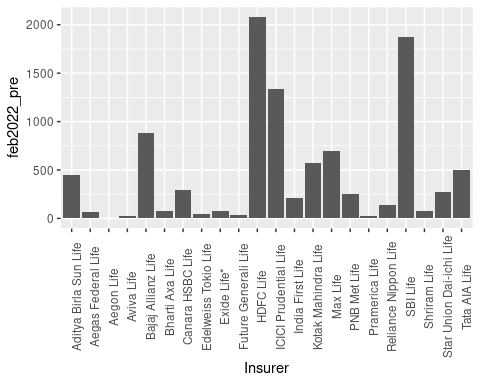 feb2022_pre
2000
1500
1000
500
0
Aditya Birla Sun Life
Aegas Federal Life
Aegon Life
Aviva Life
Bajaj Allianz Life
Bharti Axa Life
Canara HSBC Life
Edelweiss Tokio Life
Exide Life*
Future Generali Life
HDFC Life
ICICI Prudential Life
India First Life
Kotak Mahindra Life
Max Life
PNB Met Life
Pramerica Life
Reliance Nippon Life
SBI Life
Shriram Life
Star Union Dai-ichi Life
Tata AIA Life
Insurer